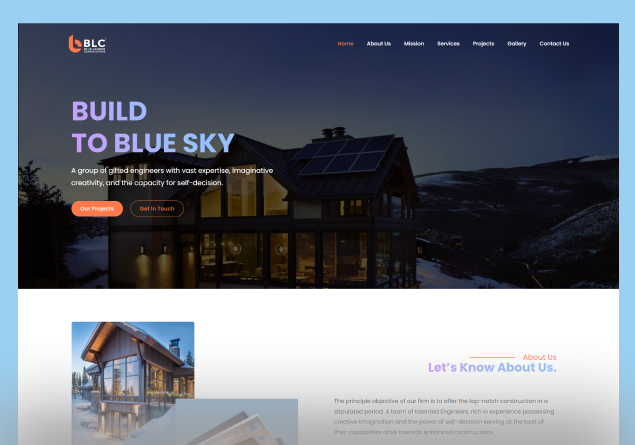 BLC
Home About Us Mission Services Projects Gallery Contact Us
BUILD
TO BLUE SKY
A group of gifted engineers with vast expertise, imaginative
creativity, and the capacity for self-decision.
Our Projects Get In Touch
About Us
Let's Know About Us.
The principle objective of our firm is to offer the top-notch construction in a
stipulated period. A team of talented Engineers, rich in experience possessing
creative imagination and the power of self-decision serving at the best of
their capabilities drive towards enhanced constructions.